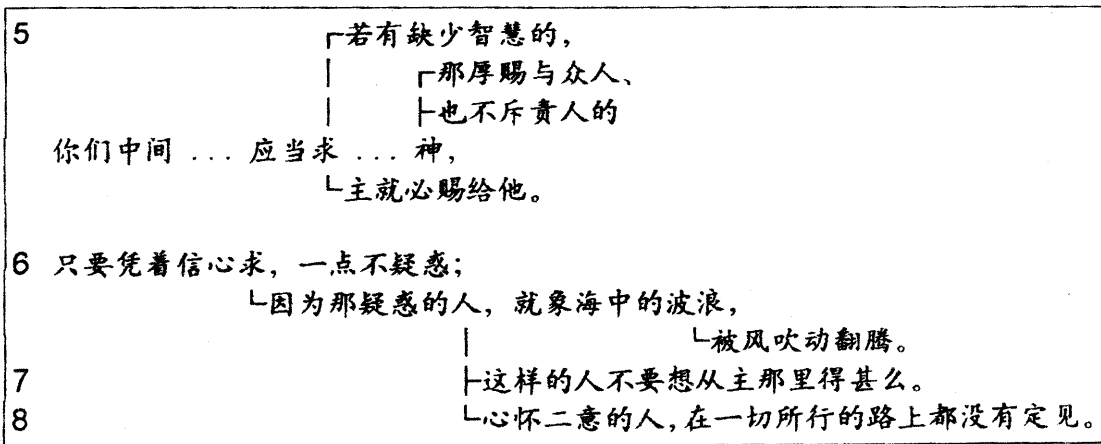 5 若有缺少智慧的，
那厚赐与众人、
也不斥责人的
你们中间 ... 应当求 ... 神，
主就必赐给他。
6 只要凭着信心求，一点不疑惑；
因为那疑惑的人，就象海中的波浪，
被风吹动翻腾。
7 这样的人不要想从主那里得甚么。
8 心怀二意的人，在一切所行的路上都没有定见。